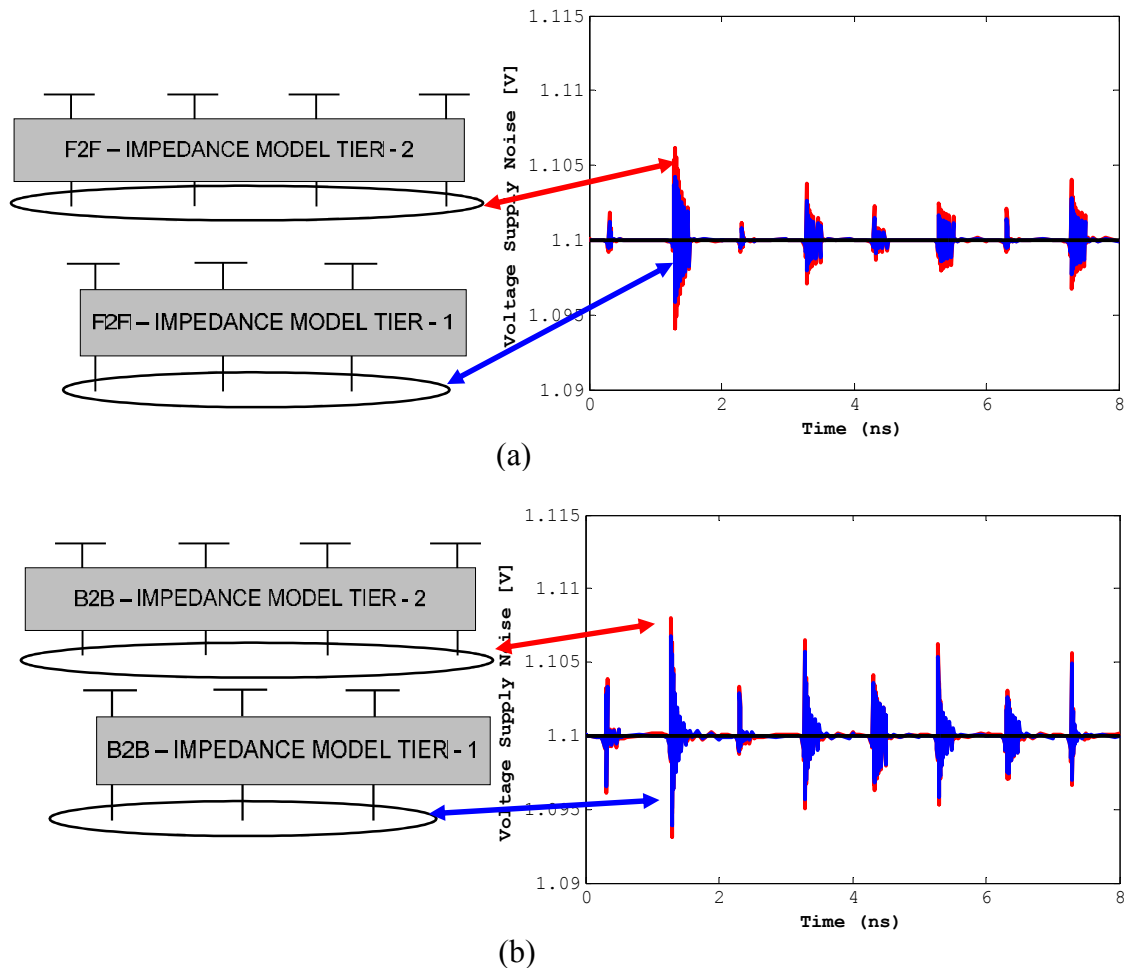 1.115
1.11
1.105
1.1
1.095
1.09
Voltage Supply Noise [V]
F2F – IMPEDANCE MODEL TIER - 2
F2F – IMPEDANCE MODEL TIER - 1
0 2 4 6 8
Time (ns)
(a)
1.115
1.11
1.105
1.1
1.095
1.09
Voltage Supply Noise [V]
B2B – IMPEDANCE MODEL TIER - 2
B2B – IMPEDANCE MODEL TIER - 1
0 2 4 6 8
Time (ns)
(b)